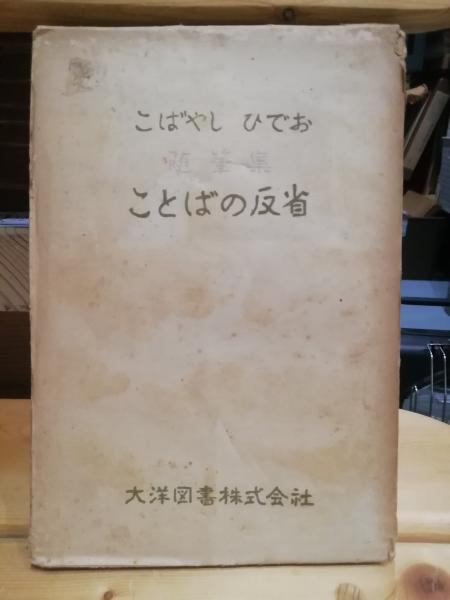 こばやし ひでお
随筆集
ことばの反省
大洋図書株式会社